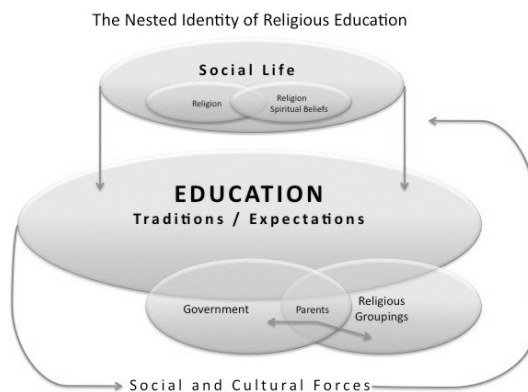 The Nested Identity of Religious Education
Social Life
Religion
Religion
Spiritual Beliefs
EDUCATION
Traditions / Expectations
Government
Parents
Religious
Groupings
Social and Cultural Forces